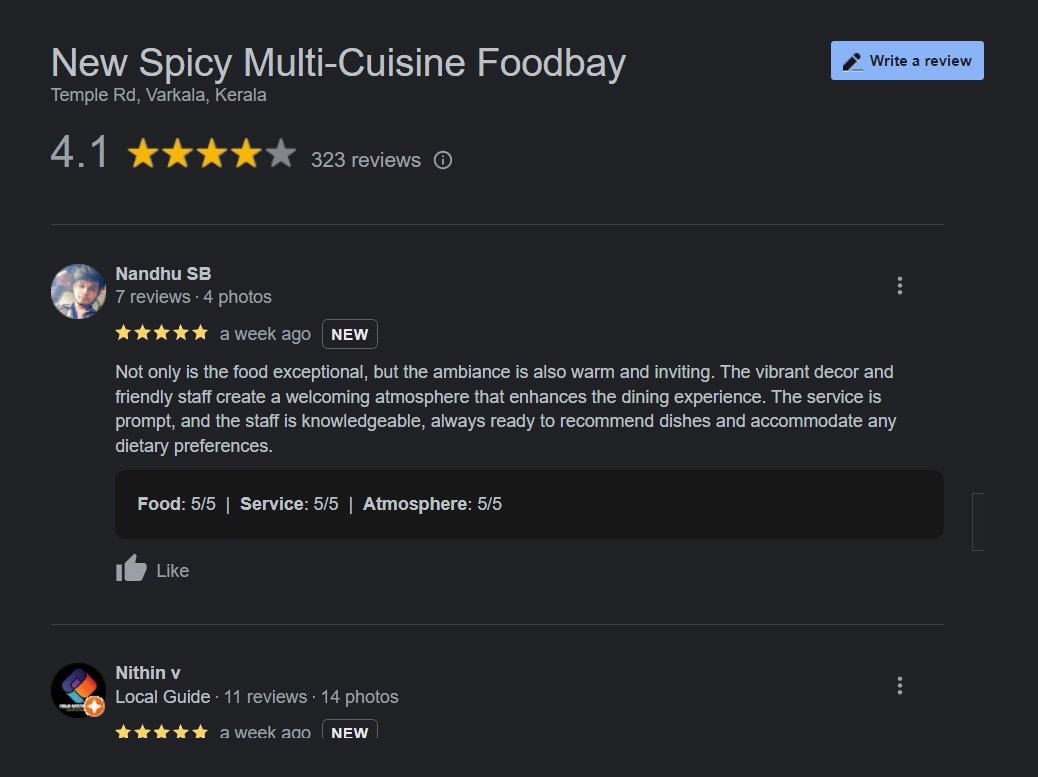 New Spicy Multi-Cuisine Foodbay
Write a review
Temple Rd, Varkala, Kerala
4.1
323 reviews
Nandhu SB
7 reviews · 4 photos
a week ago NEW
Not only is the food exceptional, but the ambiance is also warm and inviting. The vibrant decor and
friendly staff create a welcoming atmosphere that enhances the dining experience. The service is
prompt, and the staff is knowledgeable, always ready to recommend dishes and accommodate any
dietary preferences.
Food: 5/5 | Service: 5/5 | Atmosphere: 5/5
Like
Nithin v
Local Guide · 11 reviews · 14 photos
a week ago NEW